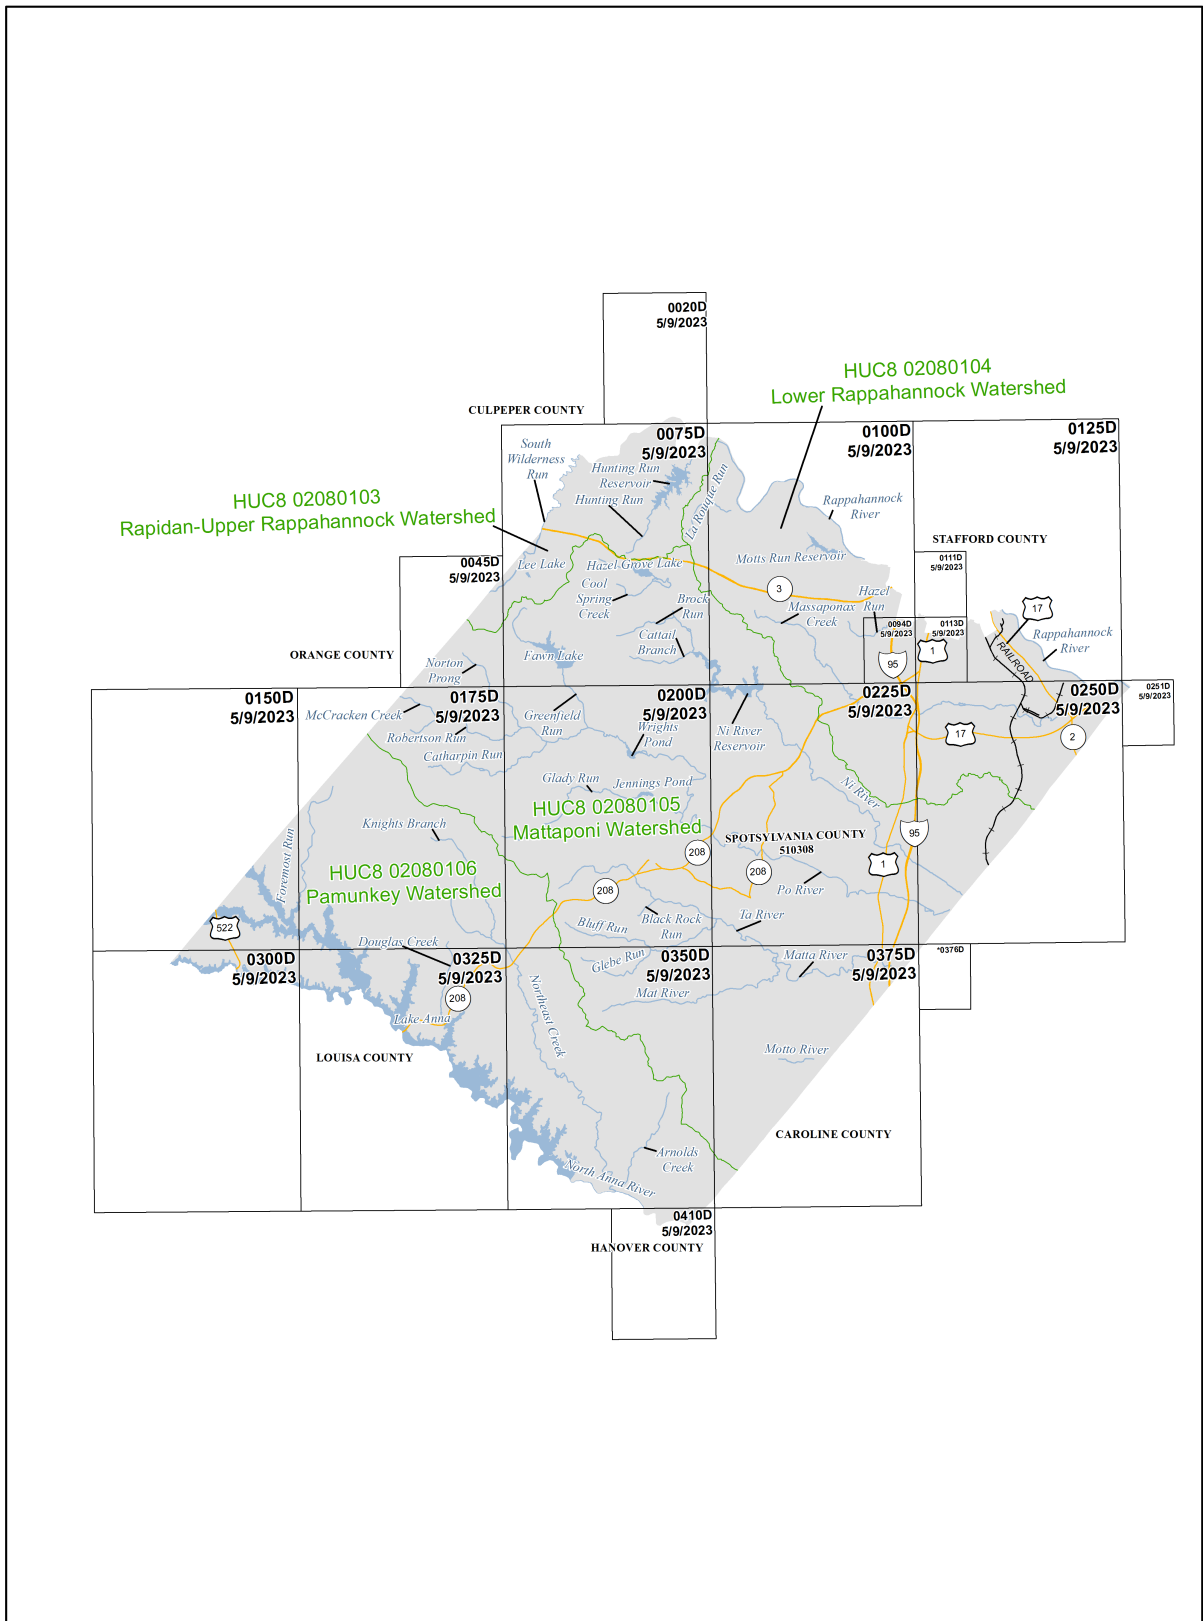 0020D
5/9/2023
HUC8 02080104
Lower Rappahannock Watershed
CULPEPER COUNTY
0075D
5/9/2023
0100D
5/9/2023
0125D
5/9/2023
South
Wilderness
Run
Hunting Run
Reservoir
Hunting Run
La Rouque Run
Rappahannock
River
HUC8 02080103
Rapidan-Upper Rappahannock Watershed
STAFFORD COUNTY
0045D
5/9/2023
Lee Lake
Hazel Grove Lake
Motts Run Reservoir
0111D
5/9/2023
Cool
Spring
Creek
Brock
Run
3
Massaponax
Creek
Hazel
Run
17
0094D
5/9/2023
0113D
5/9/2023
Cattail
Branch
1
95
RAILROAD
Rappahannock
River
ORANGE COUNTY
Norton
Prong
Fawn Lake
0150D
5/9/2023
0175D
5/9/2023
0200D
5/9/2023
0225D
5/9/2023
0250D
5/9/2023
0251D
5/9/2023
McCracken Creek
Robertson Run
Catharpin Run
Greenfield
Run
Wrights
Pond
Ni River
Reservoir
17
2
Glady Run
Jennings Pond
Ni River
HUC8 02080105
Mattaponi Watershed
Knights Branch
SPOTSYLVANIA COUNTY
510308
95
208
1
Foremost Run
HUC8 02080106
Pamunkey Watershed
208
208
Po River
522
Bluff Run
Black Rock
Run
Ta River
Douglas Creek
Glebe Run
Matta River
0300D
5/9/2023
0325D
5/9/2023
0350D
5/9/2023
0375D
5/9/2023
*0376D
208
Mat River
Lake Anna
Northeast Creek
LOUISA COUNTY
Motto River
CAROLINE COUNTY
Arnolds
Creek
North Anna River
0410D
5/9/2023
HANOVER COUNTY